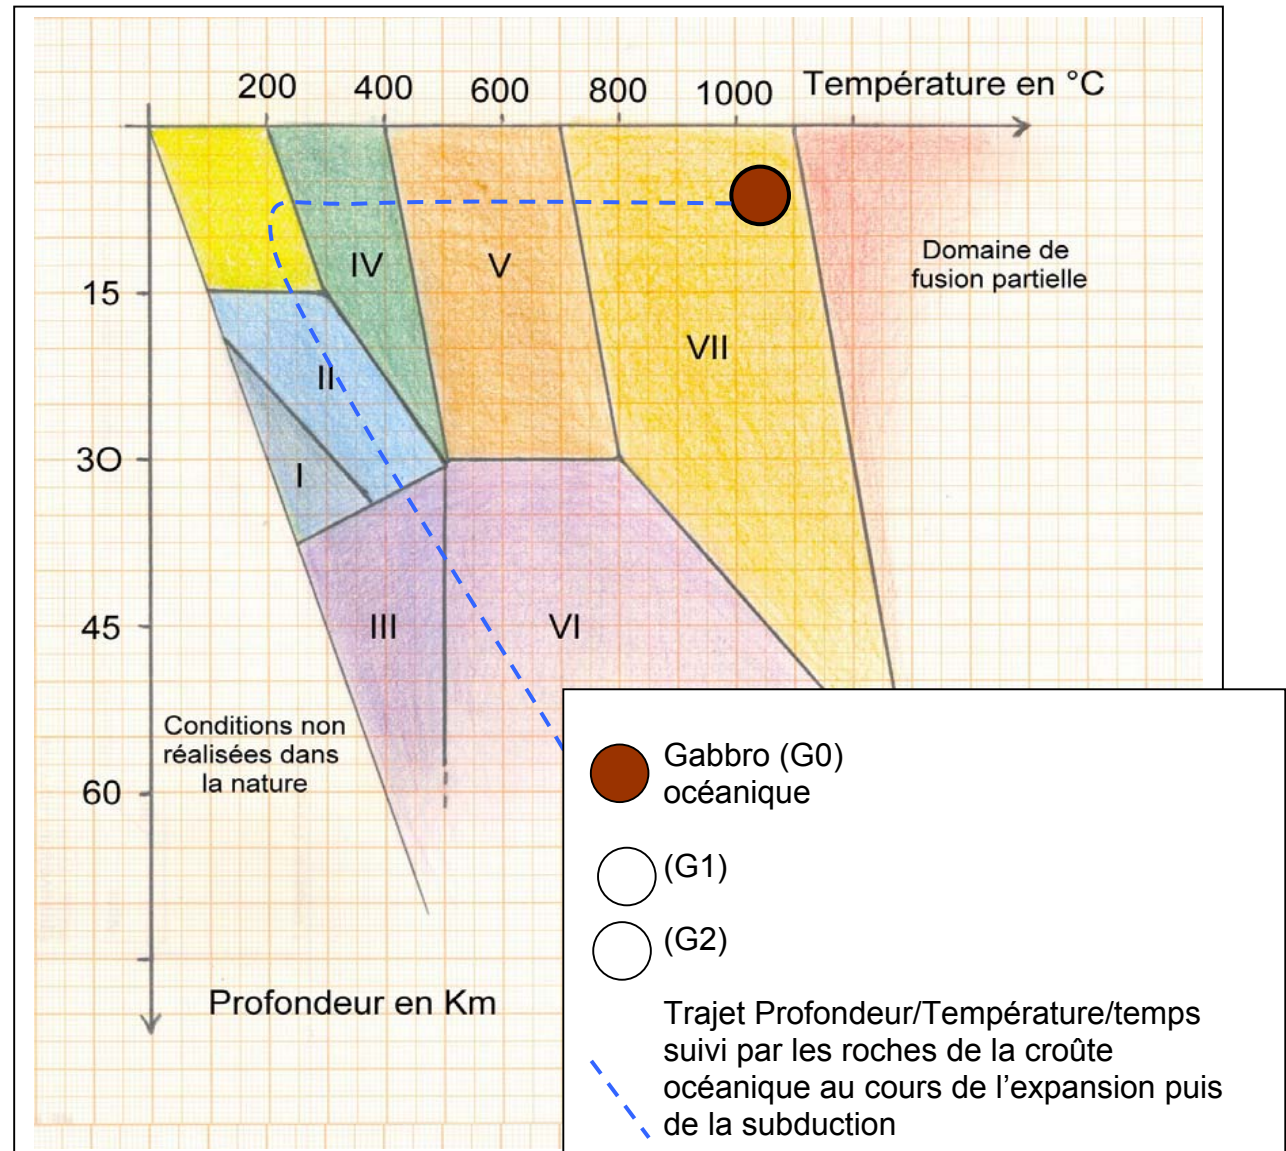 200 400 600 800 1000 Température en °C
Domaine de
fusion partielle
IV V
15
VII
II
3O
I
45
III VI
Conditions non
réalisées dans
la nature
60
Profondeur en Km
Gabbro (G0)
océanique
(G1)
(G2)
Trajet Profondeur/Température/temps
suivi par les roches de la croûte
océanique au cours de l’expansion puis
de la subduction